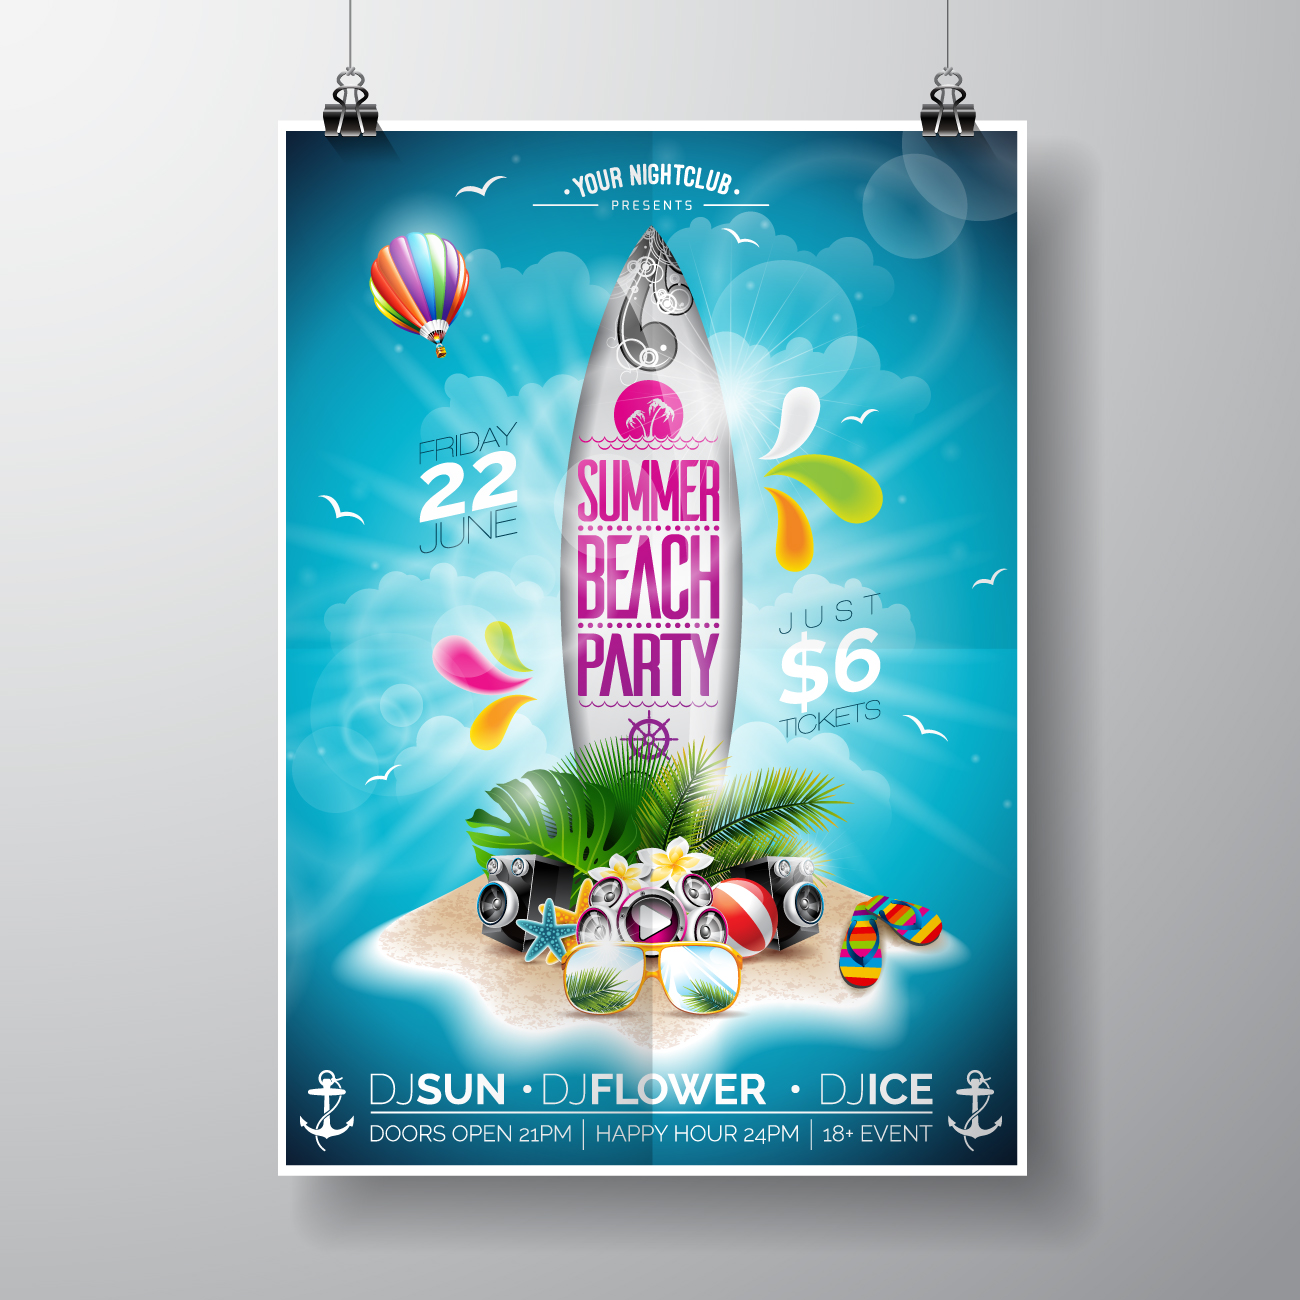 YOUR NIGHTCLUB
PRESENTS
FRIDAY
22
JUNE
SUMMER
BEACH
PARTY
JUST
$6
TICKETS
DJSUN • DJFLOWER • DJICE
DOORS OPEN 21PM | HAPPY HOUR 24PM | 18+ EVENT